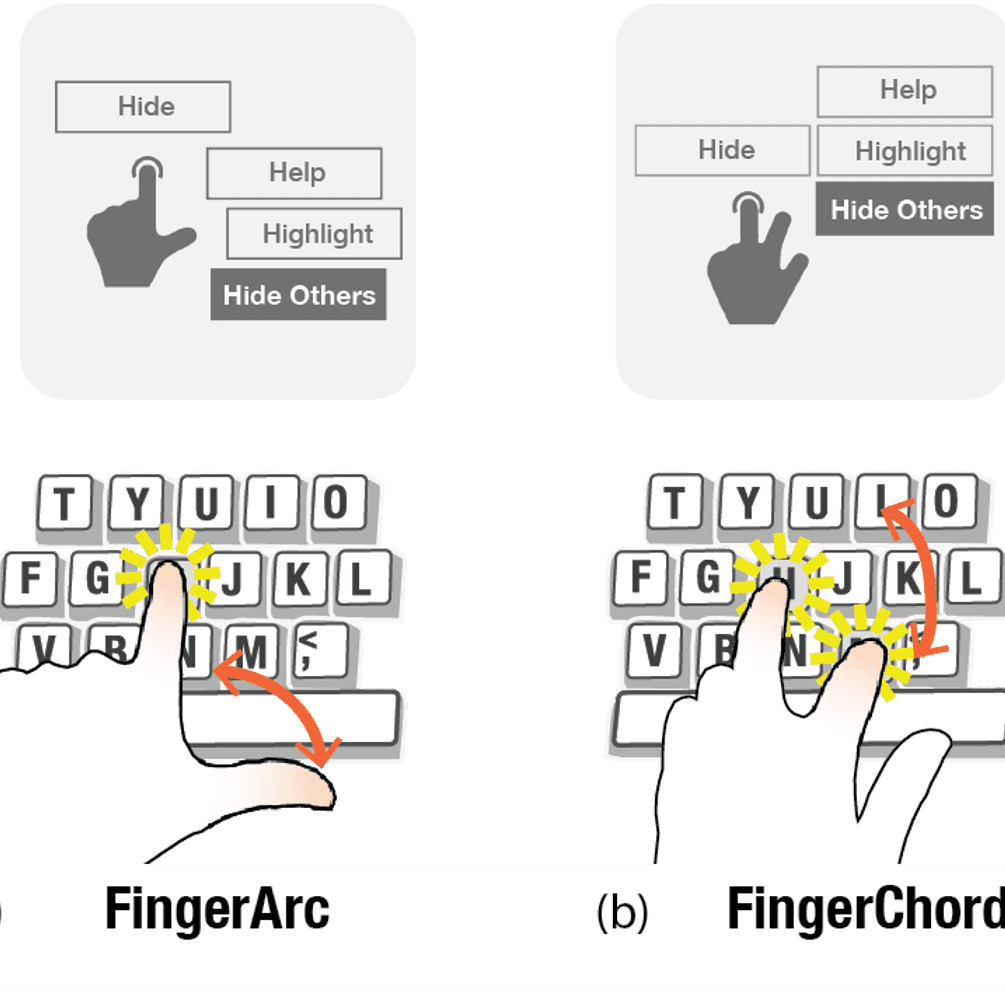 Hide
Help
Highlight
Hide Others
Help
Hide
Highlight
Hide Others
T Y U I O
F G J K L
V B N M < ,
T Y U I O
F G H J K L
V B N
) FingerArc
(b) FingerChord